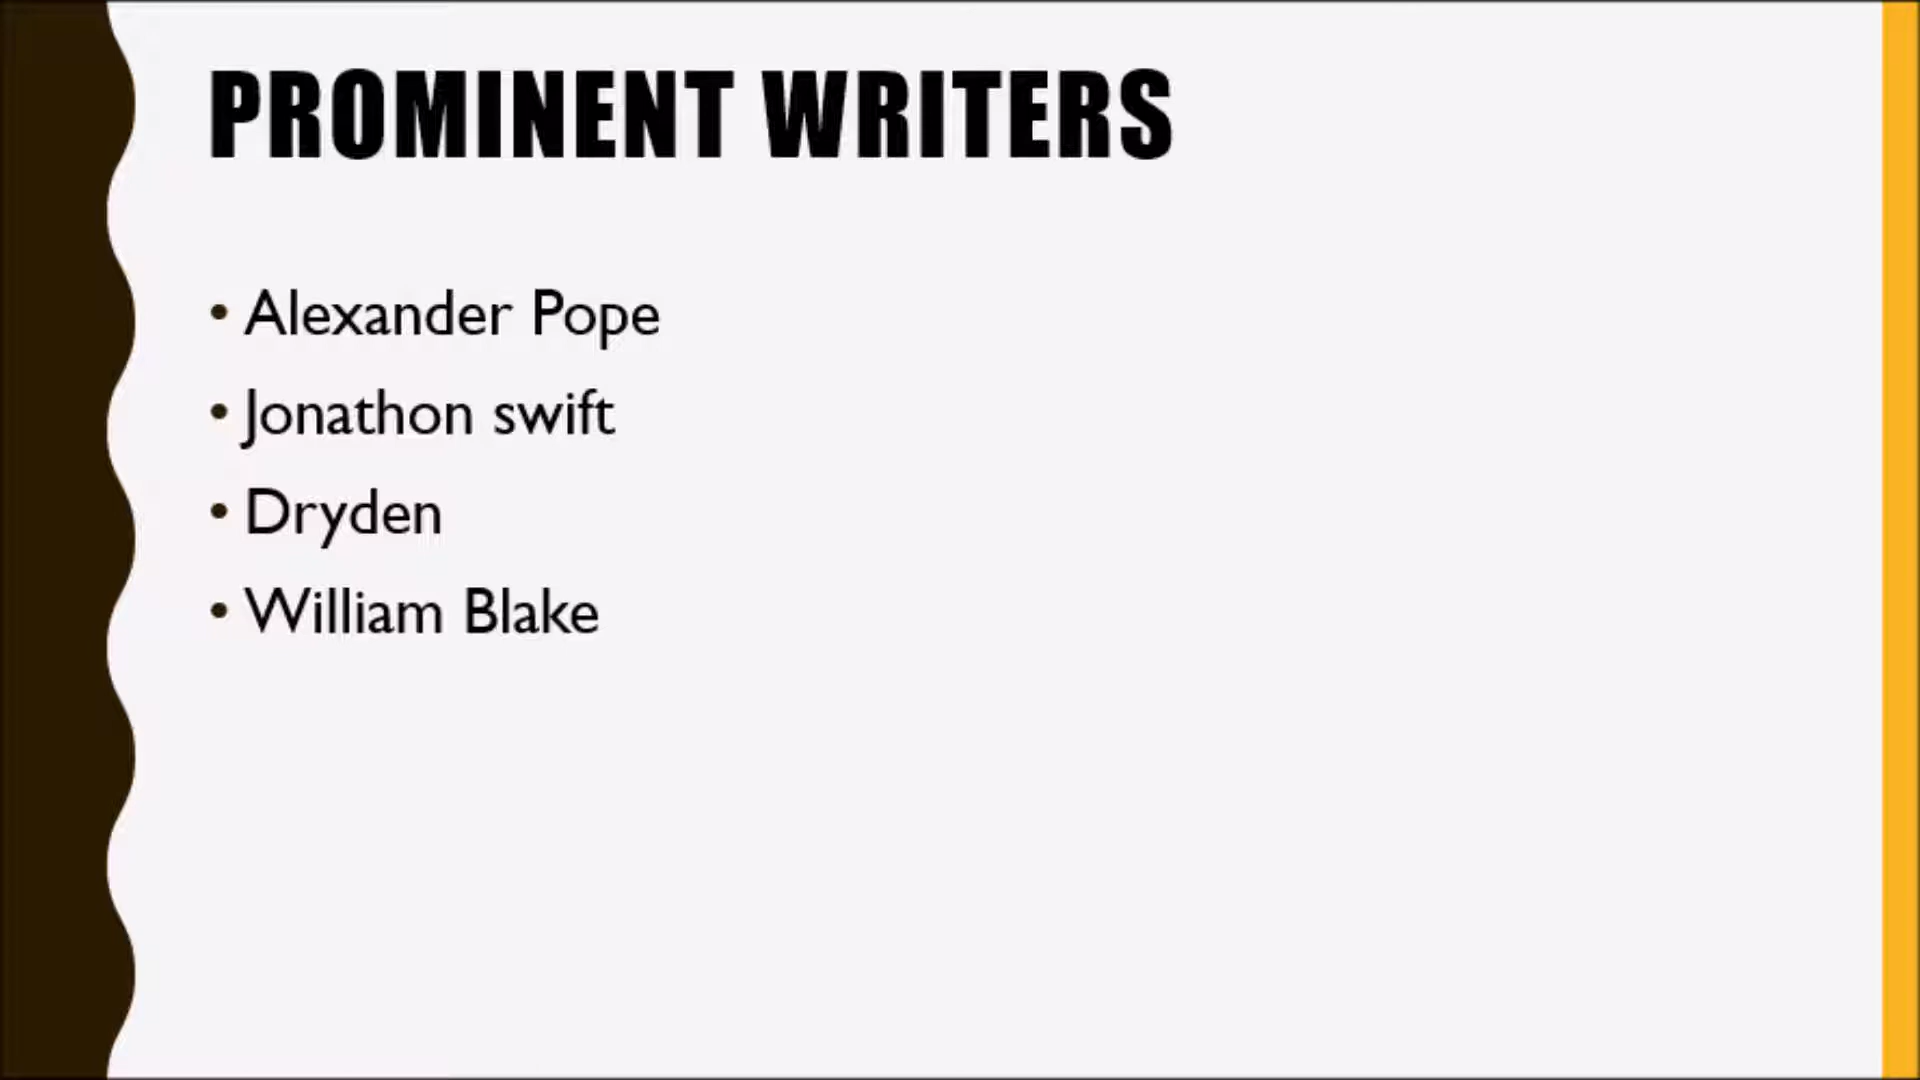 PROMINENT WRITERS
• Alexander Pope
• Jonathon swift
• Dryden
• William Blake